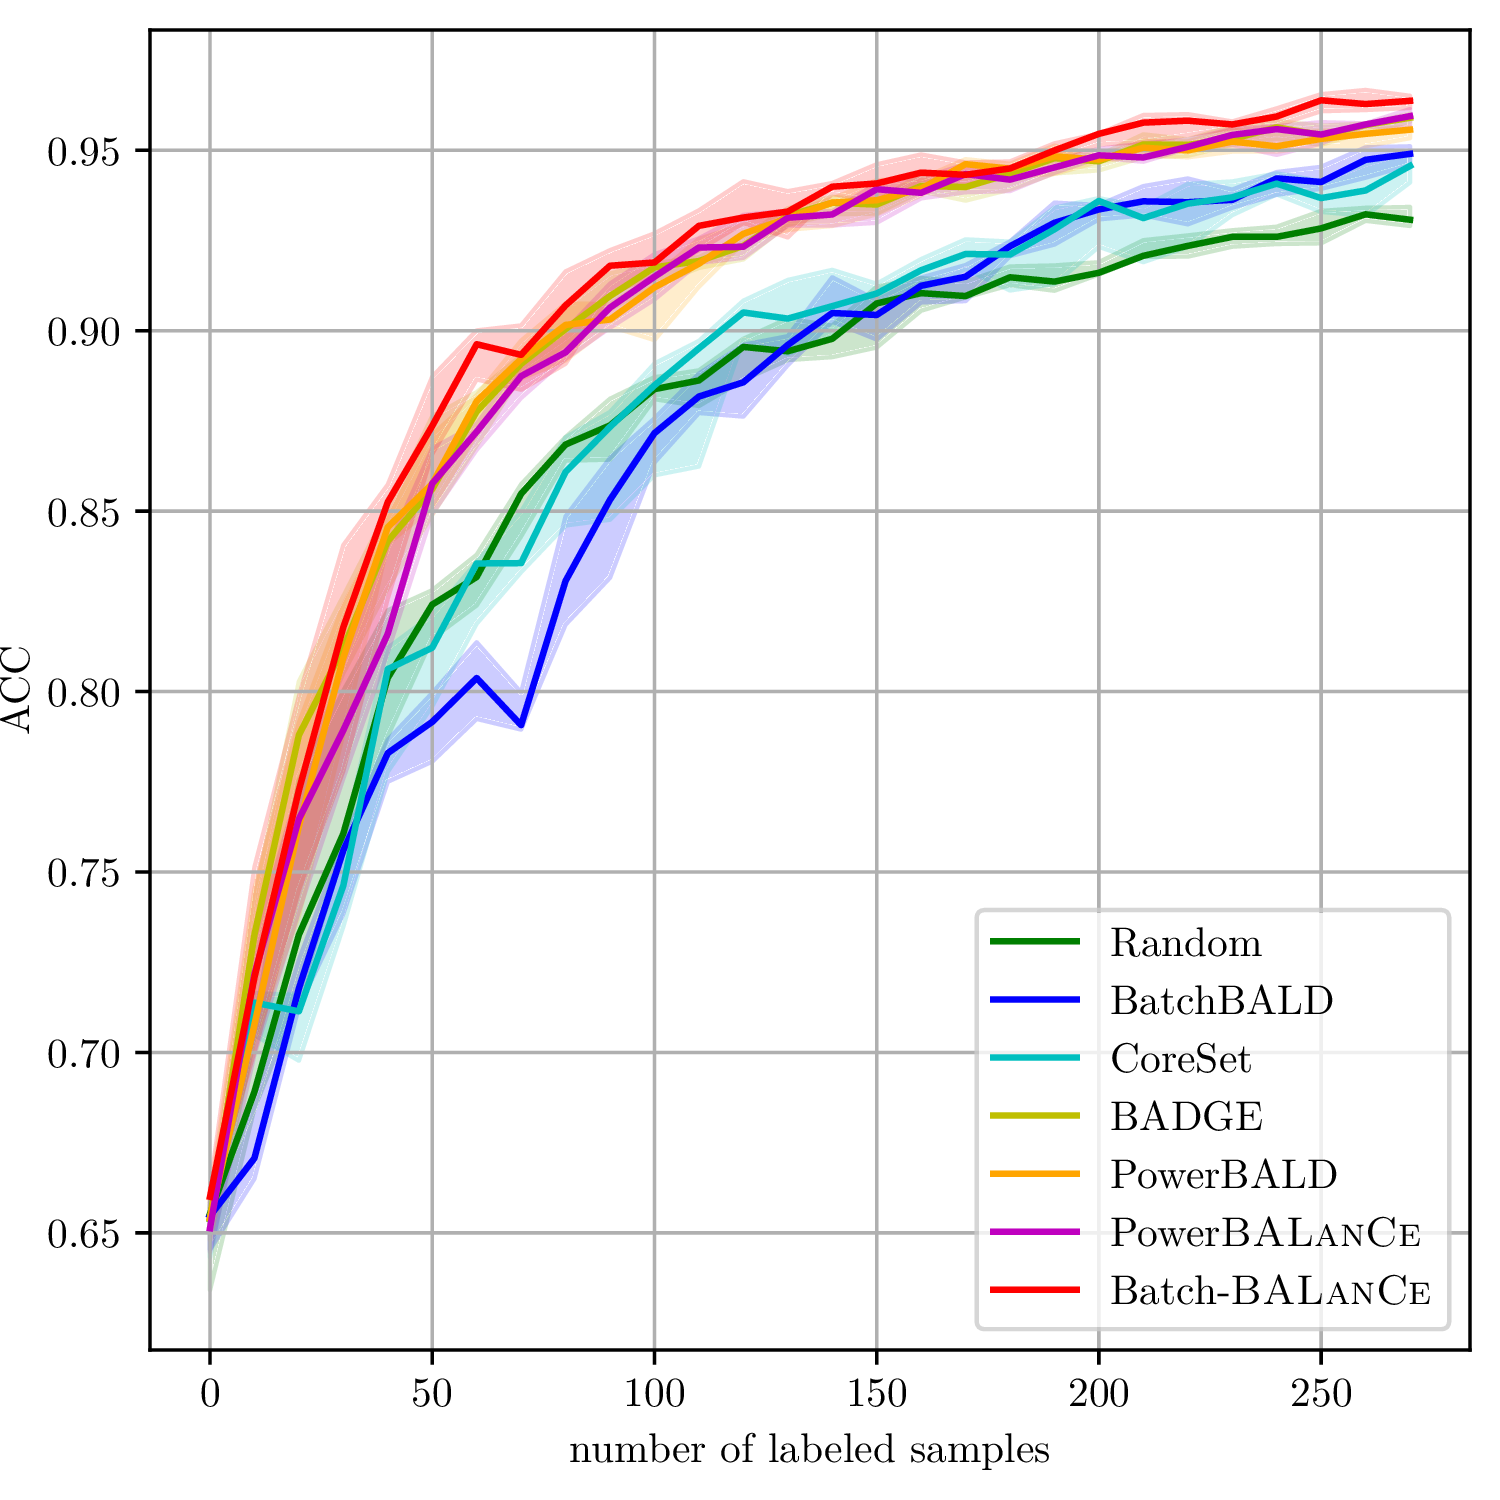 ACC
0.95
0.90
0.85
0.80
0.75
0.70
0.65
0
50
100
150
200
250
number of labeled samples
Random
BatchBALD
CoreSet
BADGE
PowerBALD
PowerBALANCE
Batch-BALANCE